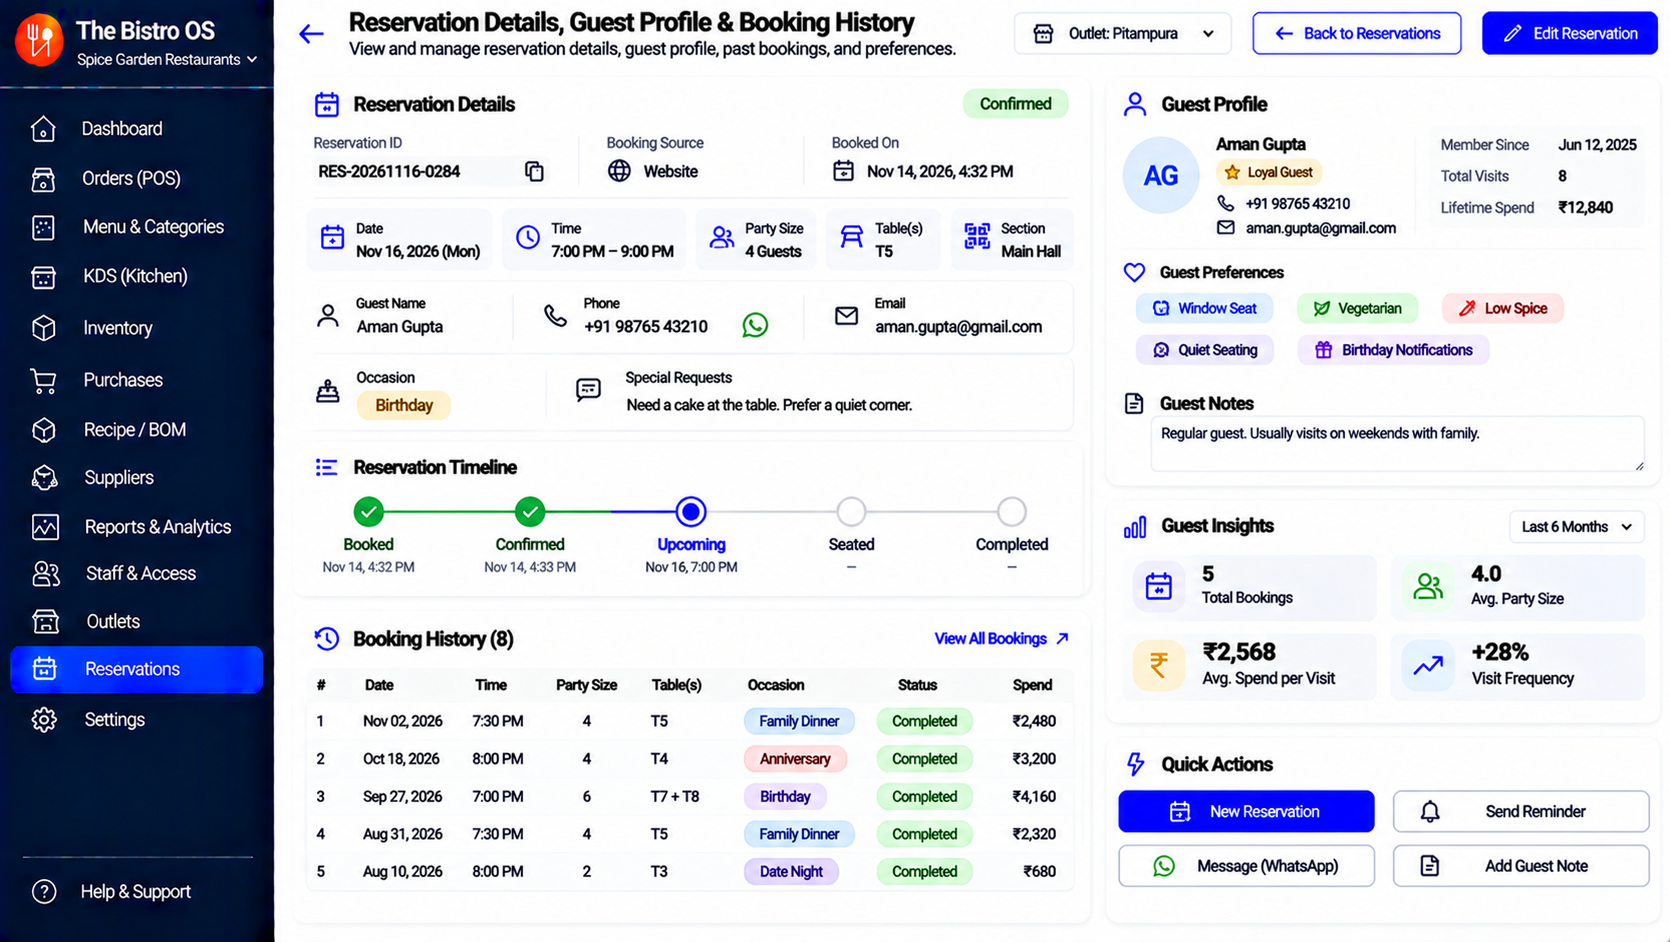 The Bistro OS
Spice Garden Restaurants
Dashboard
Orders (POS)
Menu & Categories
KDS (Kitchen)
Inventory
Purchases
Recipe / BOM
Suppliers
Reports & Analytics
Staff & Access
Outlets
Reservations
Settings
Help & Support
Reservation Details, Guest Profile & Booking History
View and manage reservation details, guest profile, past bookings, and preferences.
Outlet: Pitampura
Back to Reservations
Edit Reservation
Reservation Details
Confirmed
Reservation ID
RES-20261116-0284
Booking Source
Website
Booked On
Nov 14, 2026, 4:32 PM
Date
Nov 16, 2026 (Mon)
Time
7:00 PM – 9:00 PM
Party Size
4 Guests
Table(s)
T5
Section
Main Hall
Guest Name
Aman Gupta
Phone
+91 98765 43210
Email
aman.gupta@gmail.com
Occasion
Birthday
Special Requests
Need a cake at the table. Prefer a quiet corner.
Reservation Timeline
Booked
Nov 14, 4:32 PM
Confirmed
Nov 14, 4:33 PM
Upcoming
Nov 16, 7:00 PM
Seated
–
Completed
–
Booking History (8)
View All Bookings
# Date Time Party Size Table(s) Occasion Status Spend
1 Nov 02, 2026 7:30 PM 4 T5 Family Dinner Completed ₹2,480
2 Oct 18, 2026 8:00 PM 4 T4 Anniversary Completed ₹3,200
3 Sep 27, 2026 7:00 PM 6 T7 + T8 Birthday Completed ₹4,160
4 Aug 31, 2026 7:30 PM 4 T5 Family Dinner Completed ₹2,320
5 Aug 10, 2026 8:00 PM 2 T3 Date Night Completed ₹680
Guest Profile
AG
Aman Gupta
Loyal Guest
+91 98765 43210
aman.gupta@gmail.com
Member Since Jun 12, 2025
Total Visits 8
Lifetime Spend ₹12,840
Guest Preferences
Window Seat
Vegetarian
Low Spice
Quiet Seating
Birthday Notifications
Guest Notes
Regular guest. Usually visits on weekends with family.
Guest Insights
Last 6 Months
5
Total Bookings
4.0
Avg. Party Size
₹2,568
Avg. Spend per Visit
+28%
Visit Frequency
Quick Actions
New Reservation
Send Reminder
Message (WhatsApp)
Add Guest Note